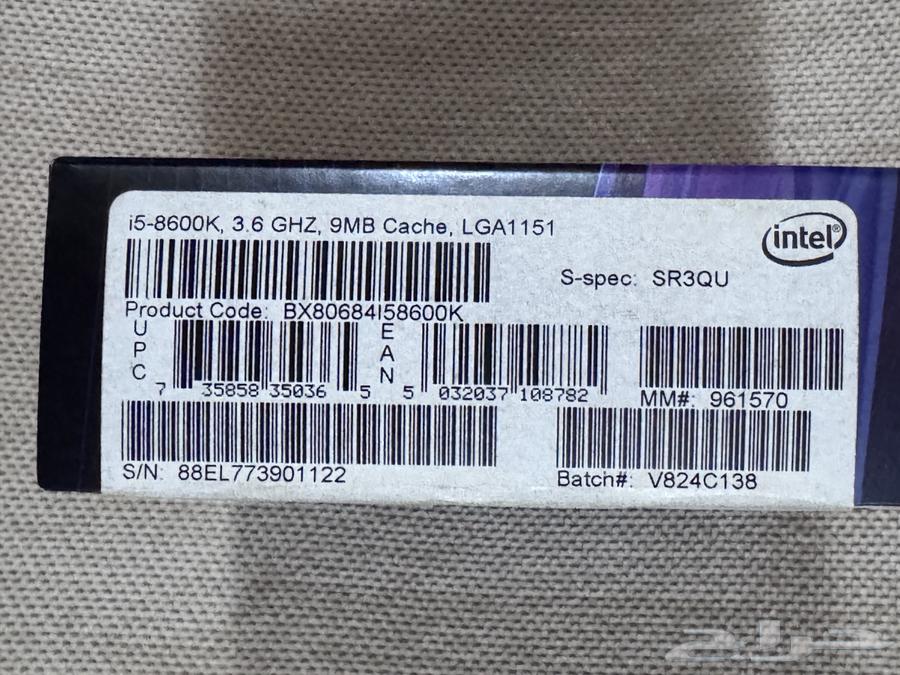 i5-8600K, 3.6 GHZ, 9MB Cache, LGA1151
intel®
S-spec: SR3QU
Product Code: BX80684I58600K
UPC
7 35858 35036 5
EAN
5 032037 108782
MM#: 961570
S/N: 88EL773901122
Batch#: V824C138
حراج